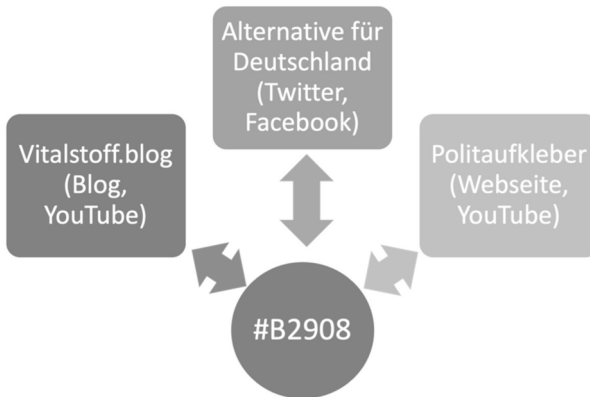 Alternative für
Deutschland
(Twitter,
Facebook)
Vitalstoff.blog
(Blog,
YouTube)
Politaufkleber
(Webseite,
YouTube)
#B2908